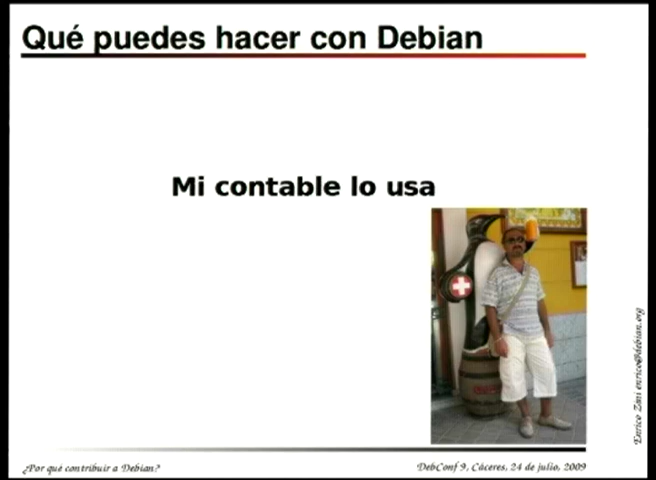 Qué puedes hacer con Debian
Mi contable lo usa
Enrico Zini enrico@debian.org
¿Por qué contribuir a Debian?
DebConf 9, Cáceres, 24 de julio, 2009